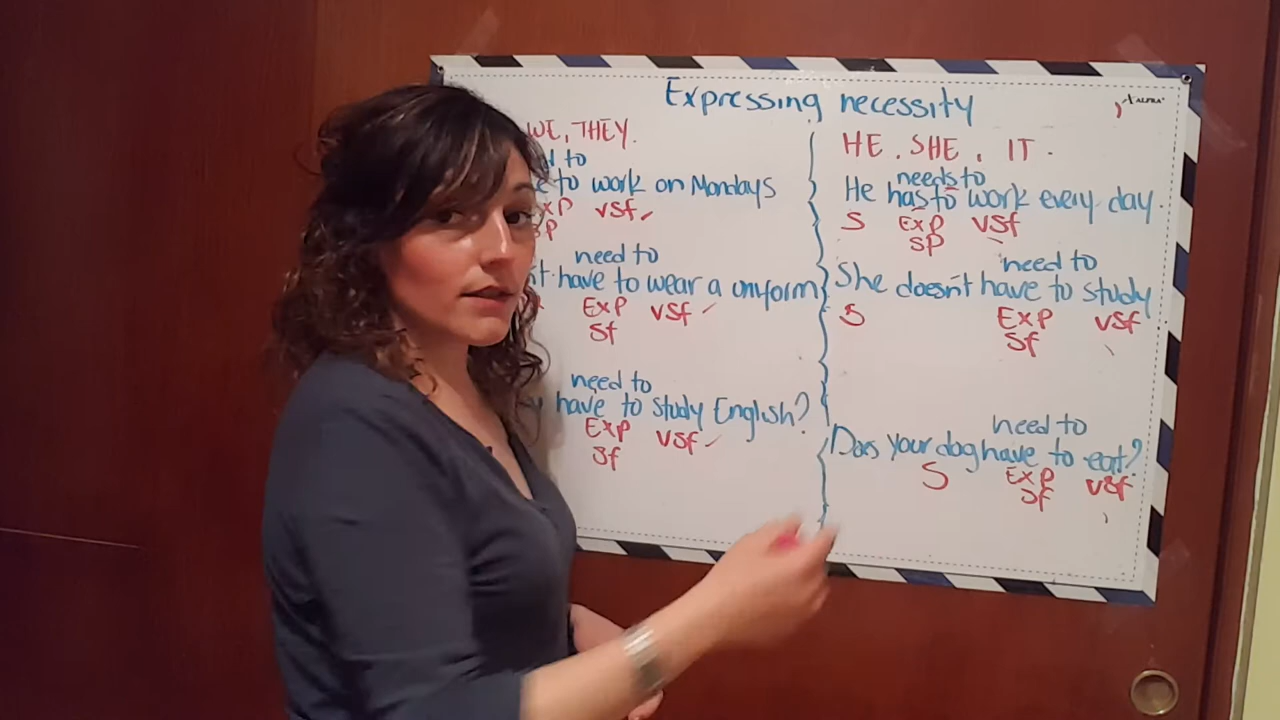 Expressing necessity
ALFRA
WE, THEY.
to
to work on Mondays
vsf
need to
have to wear a uniform
Exp vsf
Sf
need to
have to study English?
Exp vsf
Sf
HE, SHE, IT.
needs to
He has to work every day.
S Exp vsf
SP
need to
She doesn't have to study
S Exp vsf
Sf
need to
Does your dog have to eat?
S Exp vsf
Sf